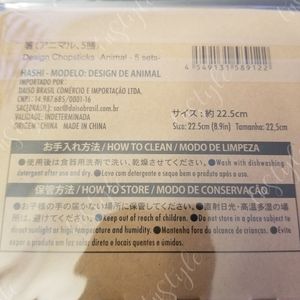 箸(アニマル、5膳)
Design Chopsticks -Animal - 5 sets-
HASHI - MODELO: DESIGN DE ANIMAL
IMPORTADO POR
DAISO BRASIL COMÉRCIO E IMPORTAÇÃO LTDA.
CNPJ: 14.987.685/0001-16
SAC: sac@daisobrasil.com.br
VALIDADE: INDETERMINADA
ORIGEM: CHINA MADE IN CHINA
4 549131 589122
サイズ:約 22.5cm
Size: 22.5cm (8.9in) Tamanho: 22,5cm
お手入れ方法 / HOW TO CLEAN / MODO DE LIMPEZA
●使用後は食器用洗剤で洗い、乾燥させてください。 ●Wash with dishwashing
detergent after use and dry. ●Lave com detergente e seque bem o produto após o uso.
保管方法 / HOW TO STORE / MODO DE CONSERVAÇÃO
●お子様の手の届かない場所に保管してください。 ●直射日光・高温多湿の場
所は、避けてください。 ●Keep out of reach of children. ●Do not store in a place subject to
direct sunlight or high temperature and humidity. ●Mantenha fora do alcance de crianças. ●Evite
expor o produto em luz solar direta e locais quentes e úmidos.